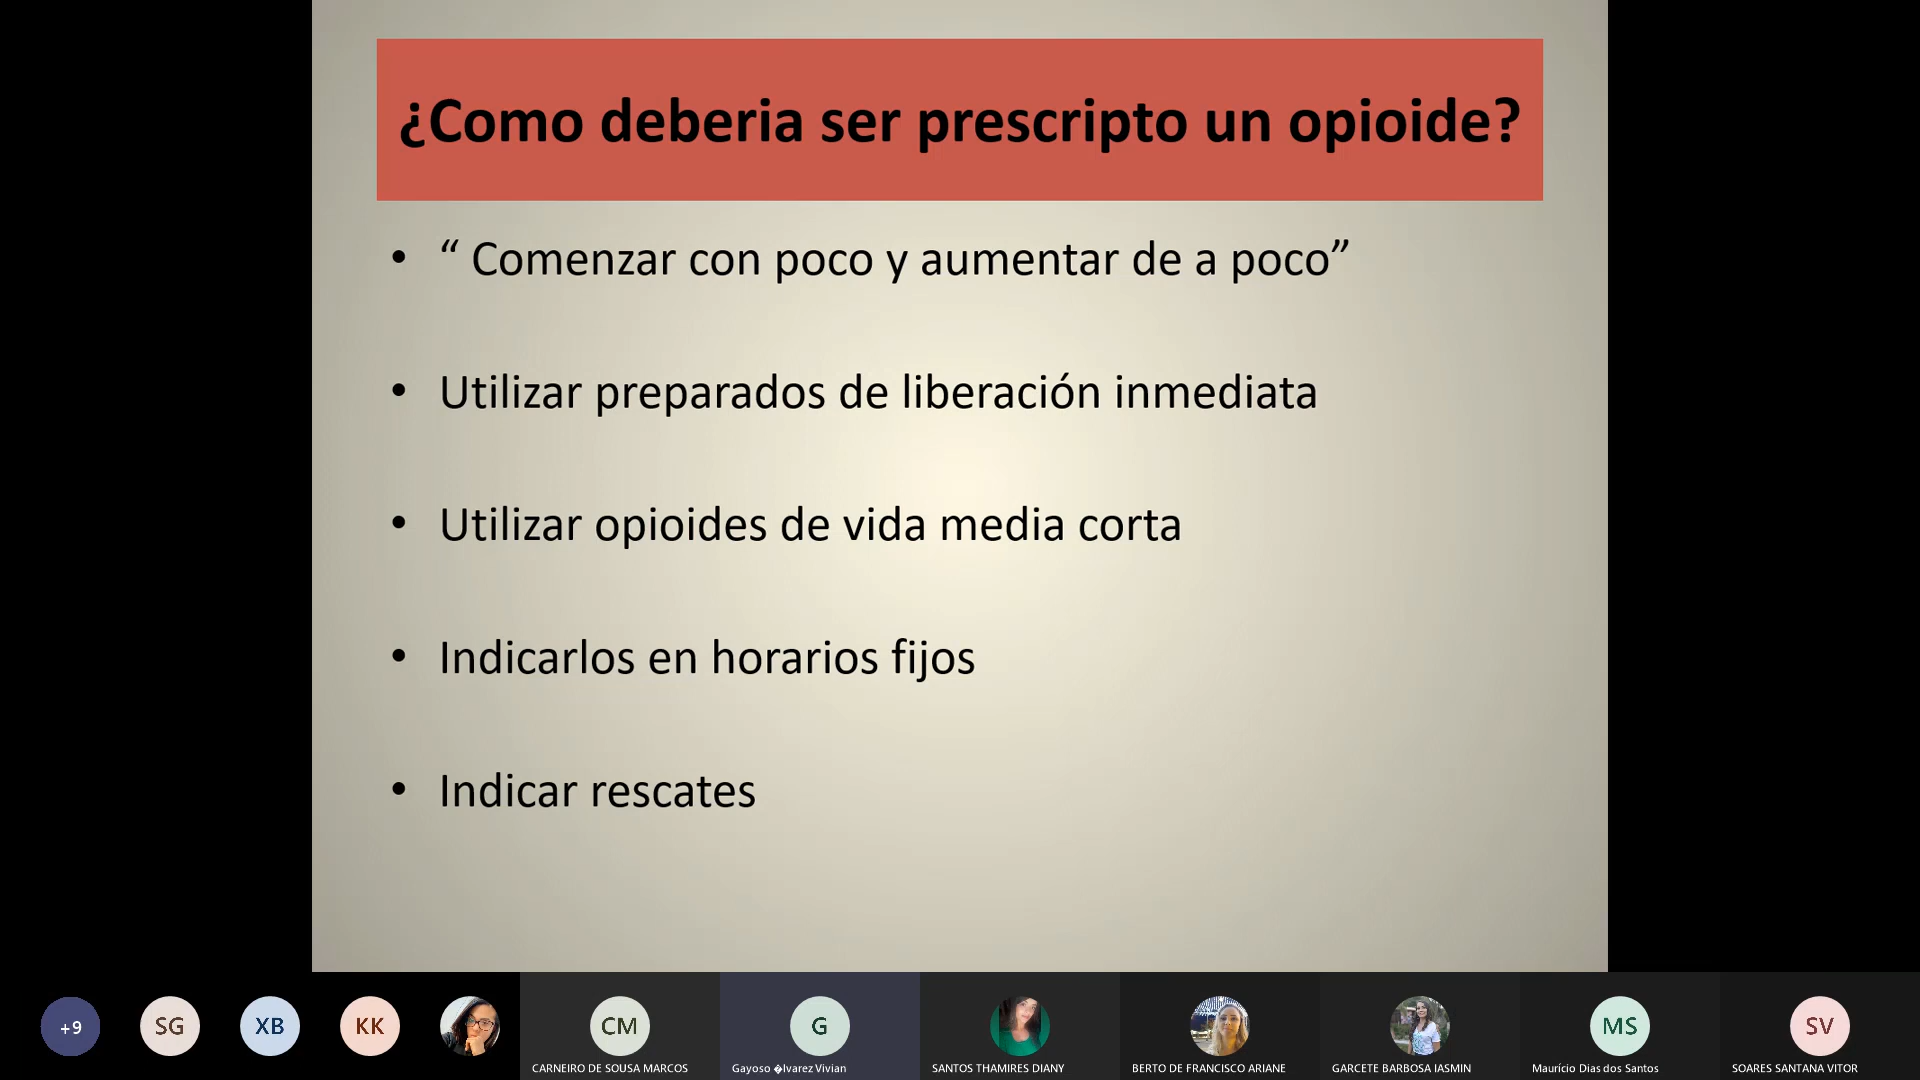 ¿Como deberia ser prescripto un opioide?
• “ Comenzar con poco y aumentar de a poco”
• Utilizar preparados de liberación inmediata
• Utilizar opioides de vida media corta
• Indicarlos en horarios fijos
• Indicar rescates
+9
SG
XB
KK
CM
G
MS
SV
CARNEIRO DE SOUSA MARCOS
Gayoso �lvarez Vivian
SANTOS THAMIRES DIANY
BERTO DE FRANCISCO ARIANE
GARCETE BARBOSA IASMIN
Maurício Dias dos Santos
SOARES SANTANA VITOR